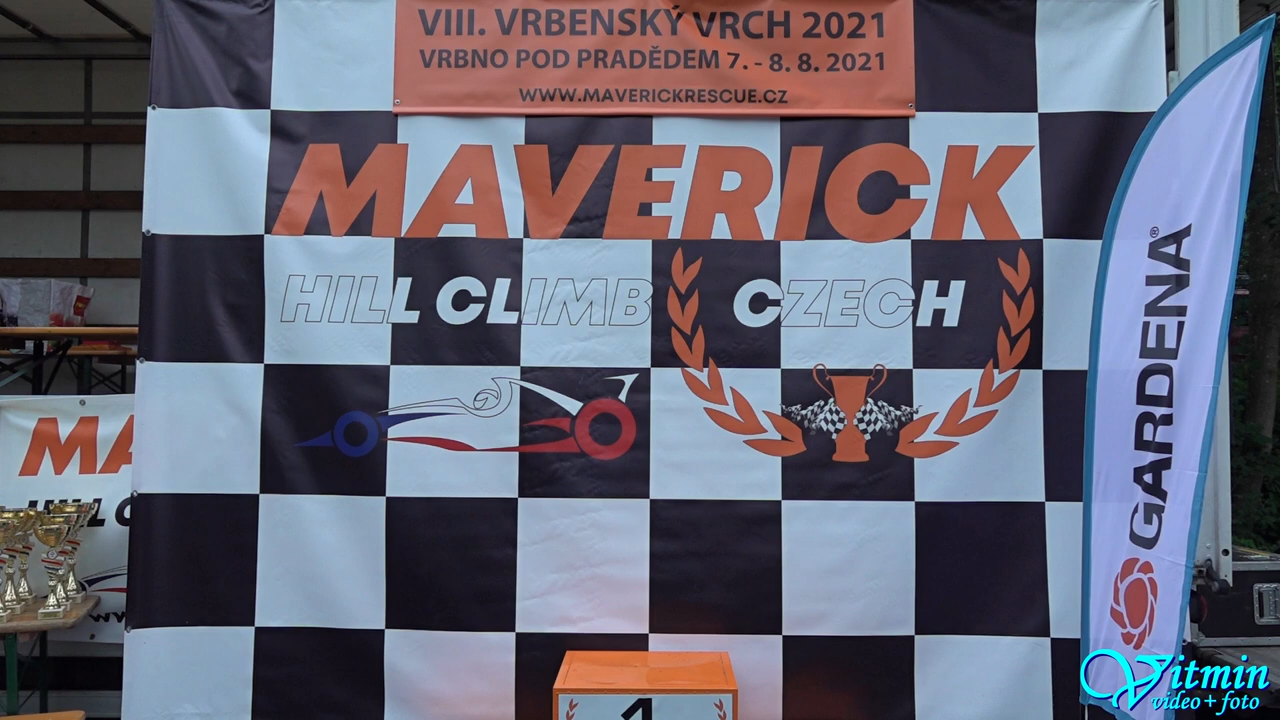 VIII. VRBENSKÝ VRCH 2021
VRBNO POD PRADĚDEM 7. - 8. 8. 2021
WWW.MAVERICKRESCUE.CZ
MAVERICK
HILL CLIMB CZECH
GARDENA®
MA
1
Vitmin
video+foto